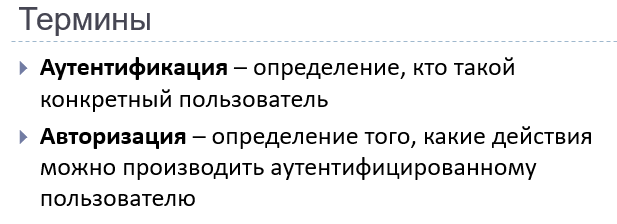 Термины
Аутентификация – определение, кто такой
конкретный пользователь
Авторизация – определение того, какие действия
можно производить аутентифицированному
пользователю